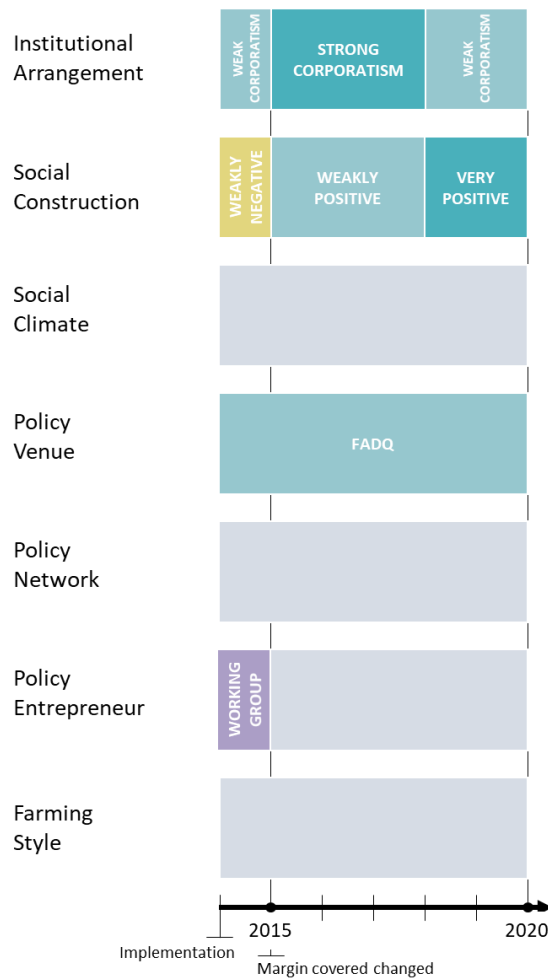 Institutional
Arrangement
WEAK
CORPORATISM
STRONG
CORPORATISM
WEAK
CORPORATISM
Social
Construction
WEAKLY
NEGATIVE
WEAKLY
POSITIVE
VERY
POSITIVE
Social
Climate
Policy
Venue
FADQ
Policy
Network
Policy
Entrepreneur
WORKING
GROUP
Farming
Style
2015
2020
Implementation
Margin covered changed